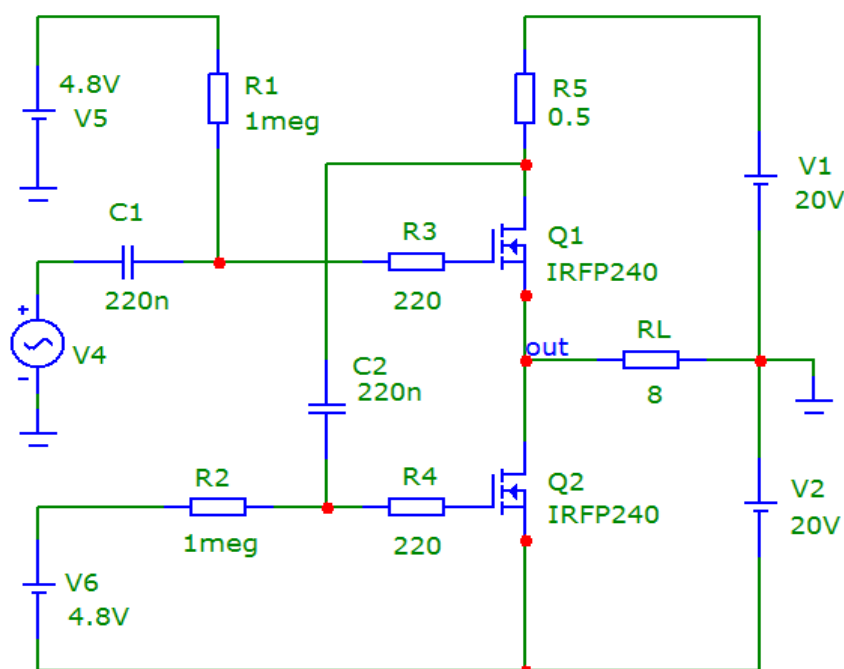 4.8V
V5
R1
1meg
R5
0.5
V1
20V
C1
220n
R3
220
Q1
IRFP240
+
-
V4
out
RL
8
C2
220n
R2
1meg
R4
220
Q2
IRFP240
V2
20V
V6
4.8V